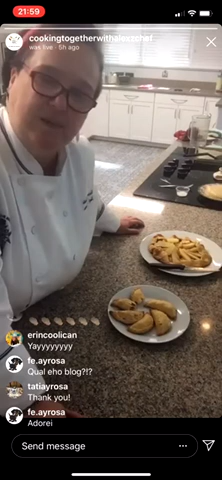 21:59
cookingtogetherwithalexxchef
was live · 5h ago
erincoolican
Yayyyyyyyy
fe.ayrosa
Qual eho blog?!?
tatiayrosa
Thank you!
fe.ayrosa
Adorei
Send message